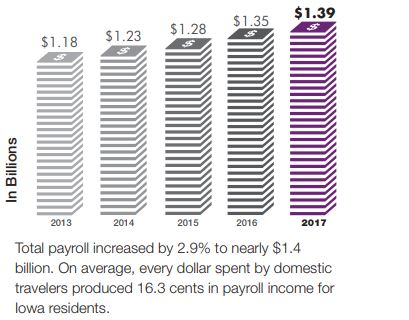 $1.18
$1.23
$1.28
$1.35
$1.39
In Billions
2013
2014
2015
2016
2017
Total payroll increased by 2.9% to nearly $1.4
billion. On average, every dollar spent by domestic
travelers produced 16.3 cents in payroll income for
Iowa residents.